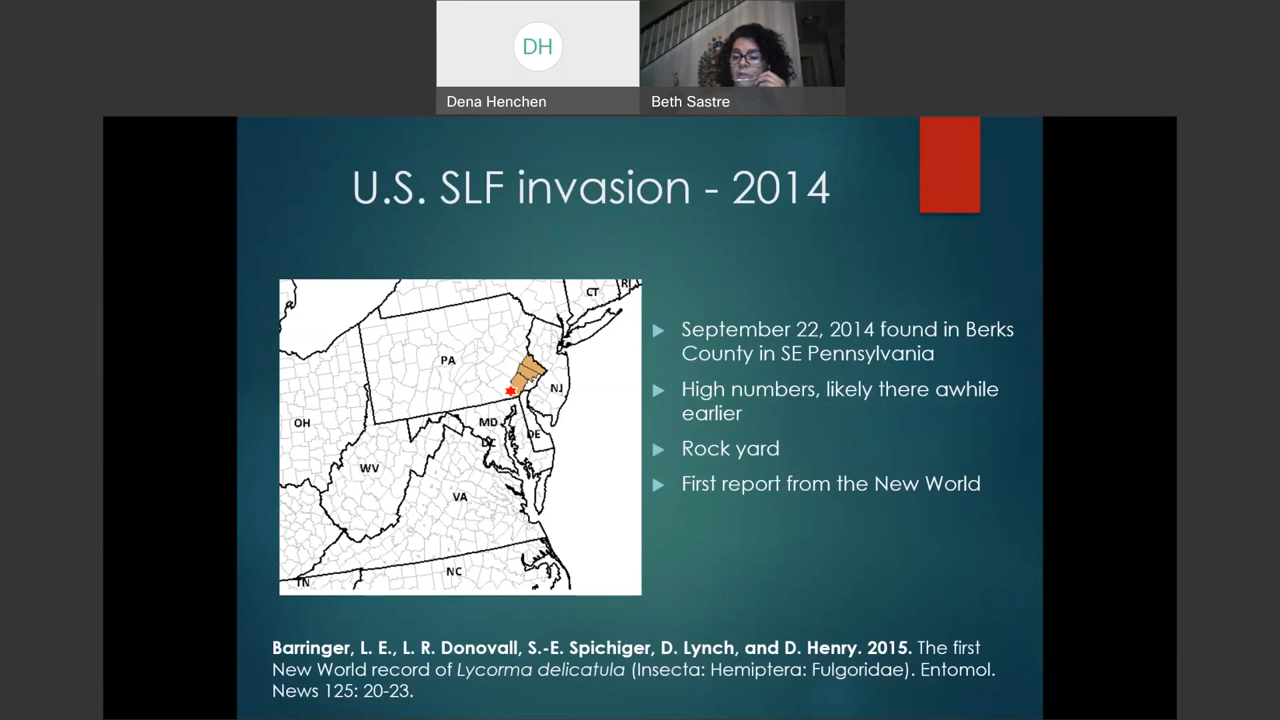 DH
Dena Henchen
Beth Sastre
U.S. SLF invasion - 2014
CT
RI
PA
NJ
OH
MD
DE
WV
VA
NC
TN
September 22, 2014 found in Berks
County in SE Pennsylvania
High numbers, likely there awhile
earlier
Rock yard
First report from the New World
Barringer, L. E., L. R. Donovall, S.-E. Spichiger, D. Lynch, and D. Henry. 2015. The first
New World record of Lycorma delicatula (Insecta: Hemiptera: Fulgoridae). Entomol.
News 125: 20-23.